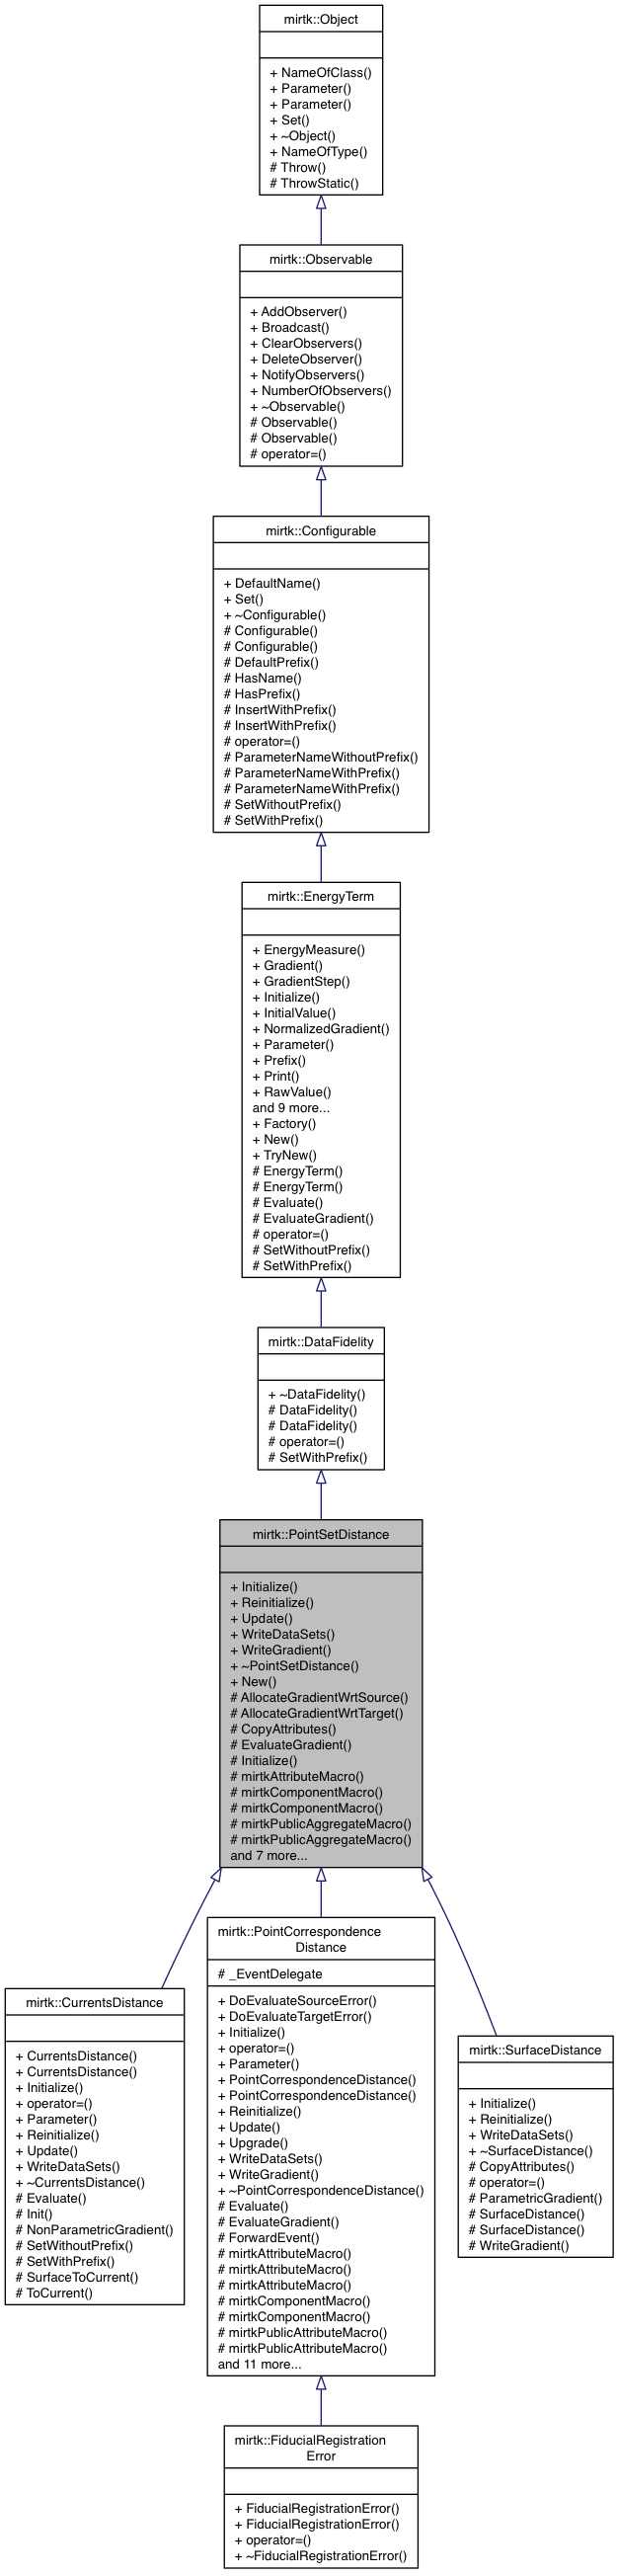 mirtk::Object
+ NameOfClass()
+ Parameter()
+ Parameter()
+ Set()
+ ~Object()
+ NameOfType()
# Throw()
# ThrowStatic()
mirtk::Observable
+ AddObserver()
+ Broadcast()
+ ClearObservers()
+ DeleteObserver()
+ NotifyObservers()
+ NumberOfObservers()
+ ~Observable()
# Observable()
# Observable()
# operator=()
mirtk::Configurable
+ DefaultName()
+ Set()
+ ~Configurable()
# Configurable()
# Configurable()
# DefaultPrefix()
# HasName()
# HasPrefix()
# InsertWithPrefix()
# InsertWithPrefix()
# operator=()
# ParameterNameWithoutPrefix()
# ParameterNameWithPrefix()
# ParameterNameWithPrefix()
# SetWithoutPrefix()
# SetWithPrefix()
mirtk::EnergyTerm
+ EnergyMeasure()
+ Gradient()
+ GradientStep()
+ Initialize()
+ InitialValue()
+ NormalizedGradient()
+ Parameter()
+ Prefix()
+ Print()
+ RawValue()
and 9 more...
+ Factory()
+ New()
+ TryNew()
# EnergyTerm()
# EnergyTerm()
# Evaluate()
# EvaluateGradient()
# operator=()
# SetWithoutPrefix()
# SetWithPrefix()
mirtk::DataFidelity
+ ~DataFidelity()
# DataFidelity()
# DataFidelity()
# operator=()
# SetWithPrefix()
mirtk::PointSetDistance
+ Initialize()
+ Reinitialize()
+ Update()
+ WriteDataSets()
+ WriteGradient()
+ ~PointSetDistance()
+ New()
# AllocateGradientWrtSource()
# AllocateGradientWrtTarget()
# CopyAttributes()
# EvaluateGradient()
# Initialize()
# mirtkAttributeMacro()
# mirtkComponentMacro()
# mirtkComponentMacro()
# mirtkPublicAggregateMacro()
# mirtkPublicAggregateMacro()
and 7 more...
mirtk::CurrentsDistance
+ CurrentsDistance()
+ CurrentsDistance()
+ Initialize()
+ operator=()
+ Parameter()
+ Reinitialize()
+ Update()
+ WriteDataSets()
+ ~CurrentsDistance()
# Evaluate()
# Init()
# NonParametricGradient()
# SetWithoutPrefix()
# SetWithPrefix()
# SurfaceToCurrent()
# ToCurrent()
mirtk::PointCorrespondence
Distance
# _EventDelegate
+ DoEvaluateSourceError()
+ DoEvaluateTargetError()
+ Initialize()
+ operator=()
+ Parameter()
+ PointCorrespondenceDistance()
+ PointCorrespondenceDistance()
+ Reinitialize()
+ Update()
+ Upgrade()
+ WriteDataSets()
+ WriteGradient()
+ ~PointCorrespondenceDistance()
# Evaluate()
# EvaluateGradient()
# ForwardEvent()
# mirtkAttributeMacro()
# mirtkAttributeMacro()
# mirtkAttributeMacro()
# mirtkComponentMacro()
# mirtkComponentMacro()
# mirtkPublicAttributeMacro()
# mirtkPublicAttributeMacro()
and 11 more...
mirtk::SurfaceDistance
+ Initialize()
+ Reinitialize()
+ WriteDataSets()
+ ~SurfaceDistance()
# CopyAttributes()
# operator=()
# ParametricGradient()
# SurfaceDistance()
# SurfaceDistance()
# WriteGradient()
mirtk::FiducialRegistration
Error
+ FiducialRegistrationError()
+ FiducialRegistrationError()
+ operator=()
+ ~FiducialRegistrationError()